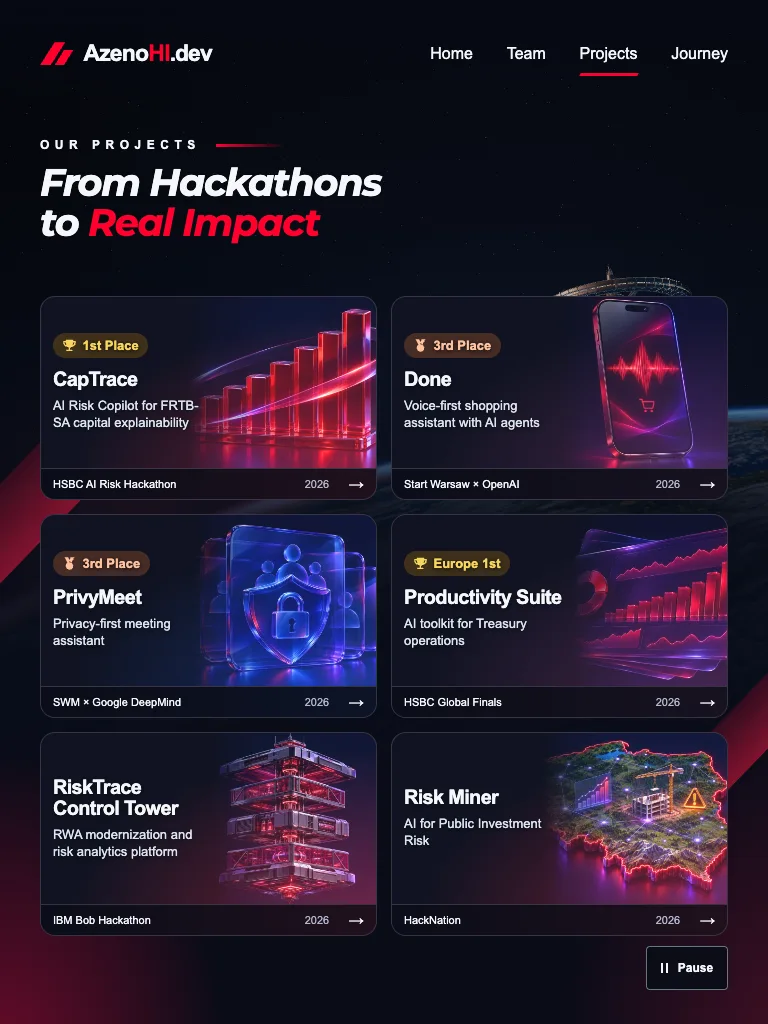 AzenoHI.dev
Home
Team
Projects
Journey
OUR PROJECTS
From Hackathons
to Real Impact
1st Place
CapTrace
AI Risk Copilot for FRTB-
SA capital explainability
HSBC AI Risk Hackathon
2026
3rd Place
Done
Voice-first shopping
assistant with AI agents
Start Warsaw × OpenAI
2026
3rd Place
PrivyMeet
Privacy-first meeting
assistant
SWM × Google DeepMind
2026
Europe 1st
Productivity Suite
AI toolkit for Treasury
operations
HSBC Global Finals
2026
RiskTrace
Control Tower
RWA modernization and
risk analytics platform
IBM Bob Hackathon
2026
Risk Miner
AI for Public Investment
Risk
HackNation
2026
Pause